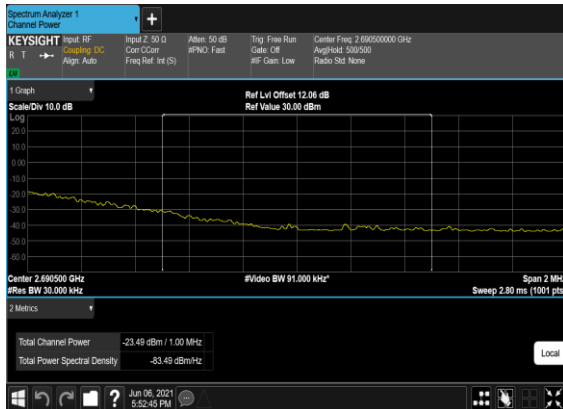 Spectrum Analyzer 1
Channel Power
+
KEYSIGHT Input: RF Input Z: 50 Ω Atten: 50 dB Trig: Free Run Center Freq: 2.690500000 GHz
R T Coupling: DC Corr CCorr #PNO: Fast Gate: Off Avg|Hold: 500/500
Align: Auto Freq Ref: Int (S) #IF Gain: Low Radio Std: None
1 Graph
Ref Lvl Offset 12.06 dB
Scale/Div 10.0 dB Ref Value 30.00 dBm
Log
20.0
10.0
0.0
-10.0
-20.0
-30.0
-40.0
-50.0
-60.0
Center 2.690500 GHz #Video BW 91.000 kHz* Span 2 MHz
#Res BW 30.000 kHz Sweep 2.80 ms (1001 pts
2 Metrics
Total Channel Power -23.49 dBm / 1.00 MHz
Total Power Spectral Density -83.49 dBm/Hz
Local
? Jun 06, 2021
5:52:45 PM